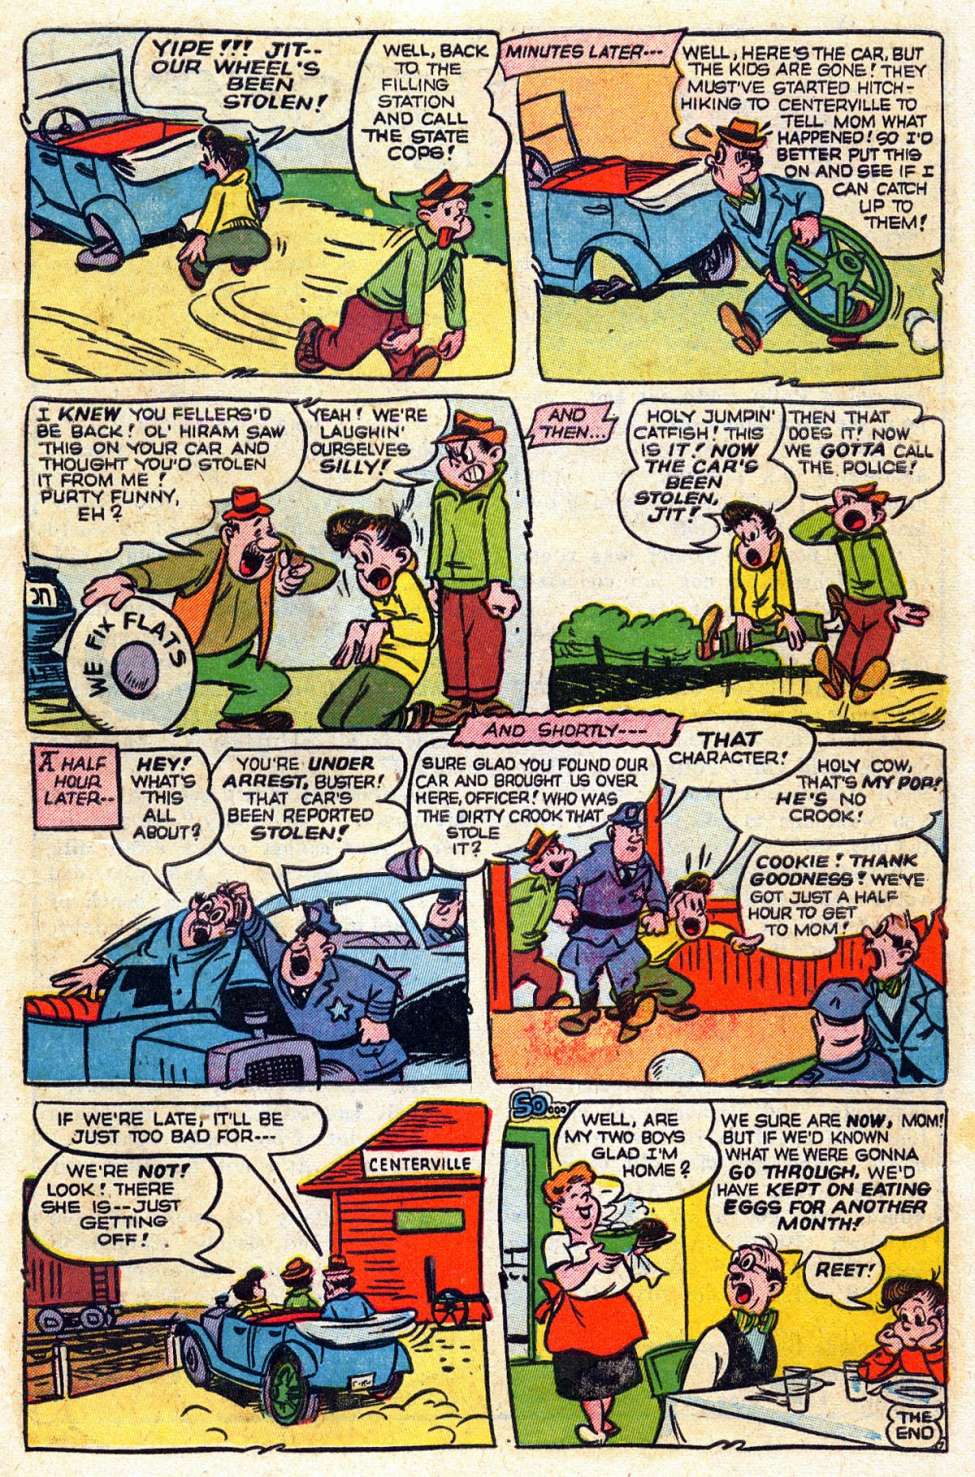 YIPE!!! JIT--
OUR WHEEL'S
BEEN
STOLEN!
WELL, BACK
TO THE
FILLING
STATION
AND CALL
THE STATE
COPS!
MINUTES LATER---
WELL, HERE'S THE CAR, BUT
THE KIDS ARE GONE! THEY
MUST'VE STARTED HITCH-
HIKING TO CENTERVILLE TO
TELL MOM WHAT
HAPPENED! SO I'D
BETTER PUT THIS
ON AND SEE IF I
CAN CATCH
UP TO
THEM!
I KNEW YOU FELLERS'D
BE BACK! OL' HIRAM SAW
THIS ON YOUR CAR AND
THOUGHT YOU'D STOLEN
IT FROM ME!
PURTY FUNNY,
EH?
YEAH! WE'RE
LAUGHIN'
OURSELVES
SILLY!
WE FIX FLATS
AND
THEN...
HOLY JUMPIN'
CATFISH! THIS
IS IT! NOW
THE CAR'S
BEEN
STOLEN,
JIT!
THEN THAT
DOES IT! NOW
WE GOTTA CALL
THE POLICE!
A HALF
HOUR
LATER--
HEY!
WHAT'S
THIS
ALL
ABOUT?
YOU'RE UNDER
ARREST, BUSTER!
THAT CAR'S
BEEN REPORTED
STOLEN!
AND SHORTLY---
SURE GLAD YOU FOUND OUR
CAR AND BROUGHT US OVER
HERE, OFFICER! WHO WAS
THE DIRTY CROOK THAT
STOLE
IT?
THAT
CHARACTER!
HOLY COW,
THAT'S MY POP!
HE'S NO
CROOK!
COOKIE! THANK
GOODNESS! WE'VE
GOT JUST A HALF
HOUR TO GET
TO MOM!
IF WE'RE LATE, IT'LL BE
JUST TOO BAD FOR---
WE'RE NOT!
LOOK! THERE
SHE IS--JUST
GETTING
OFF!
CENTERVILLE
SO...
WELL, ARE
MY TWO BOYS
GLAD I'M
HOME?
WE SURE ARE NOW, MOM!
BUT IF WE'D KNOWN
WHAT WE WERE GONNA
GO THROUGH, WE'D
HAVE KEPT ON EATING
EGGS FOR ANOTHER
MONTH!
REET!
THE
END